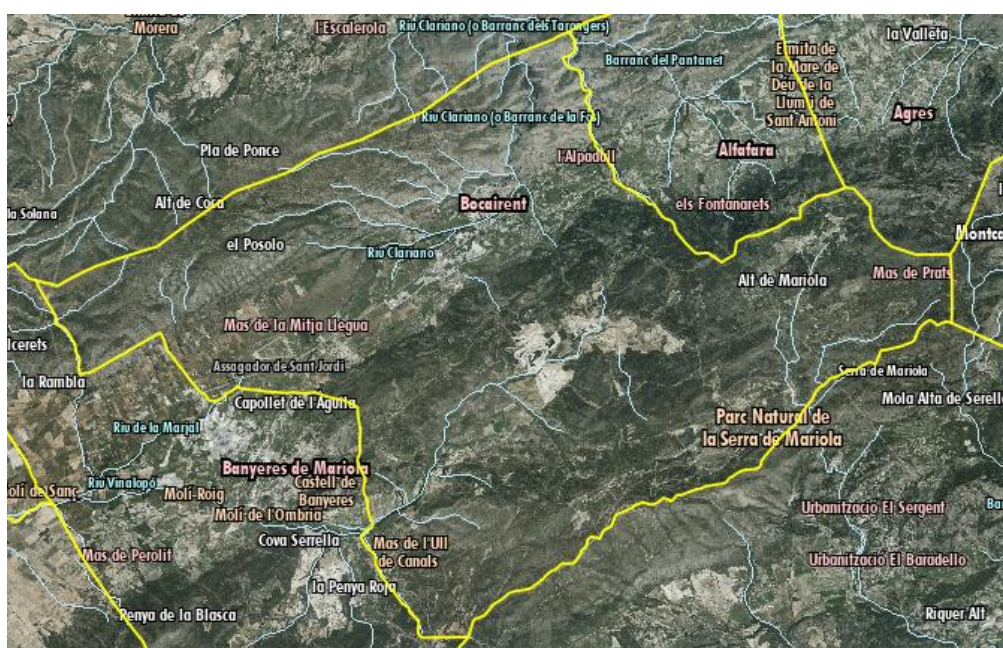 Morera
l'Escalerola
Riu Clariano (o Barranc dels Tarongers)
la Valleta
Barranc del Pantanet
Ermita de
la Mare de
Déu de la
Llum i de
Sant Antoni
Riu Clariano (o Barranc de la Fos)
Agres
Pla de Ponce
l'Alpadull
Alfafara
la Solana
Alt de Coca
Bocairent
els Fontanarets
el Posolo
Riu Clariano
Montca
Alt de Mariola
Mas de Prats
Mas de la Mitja Llegua
lcerets
Assagador de Sant Jordi
la Rambla
Serra de Mariola
Capollet de l'Àguila
Mola Alta de Serelle
Riu de la Marjal
Parc Natural de
la Serra de Mariola
Banyeres de Mariola
Riu Vinalopó
Castell de
Banyeres
Molí de Sanç
Molí-Roig
Molí de l'Ombria
Urbanització El Sergent
Ba
Cova Serrella
Mas de l'Ull
de Canals
Mas de Perolit
Urbanització El Baradello
la Penya Roja
Penya de la Blasca
Riquer Alt